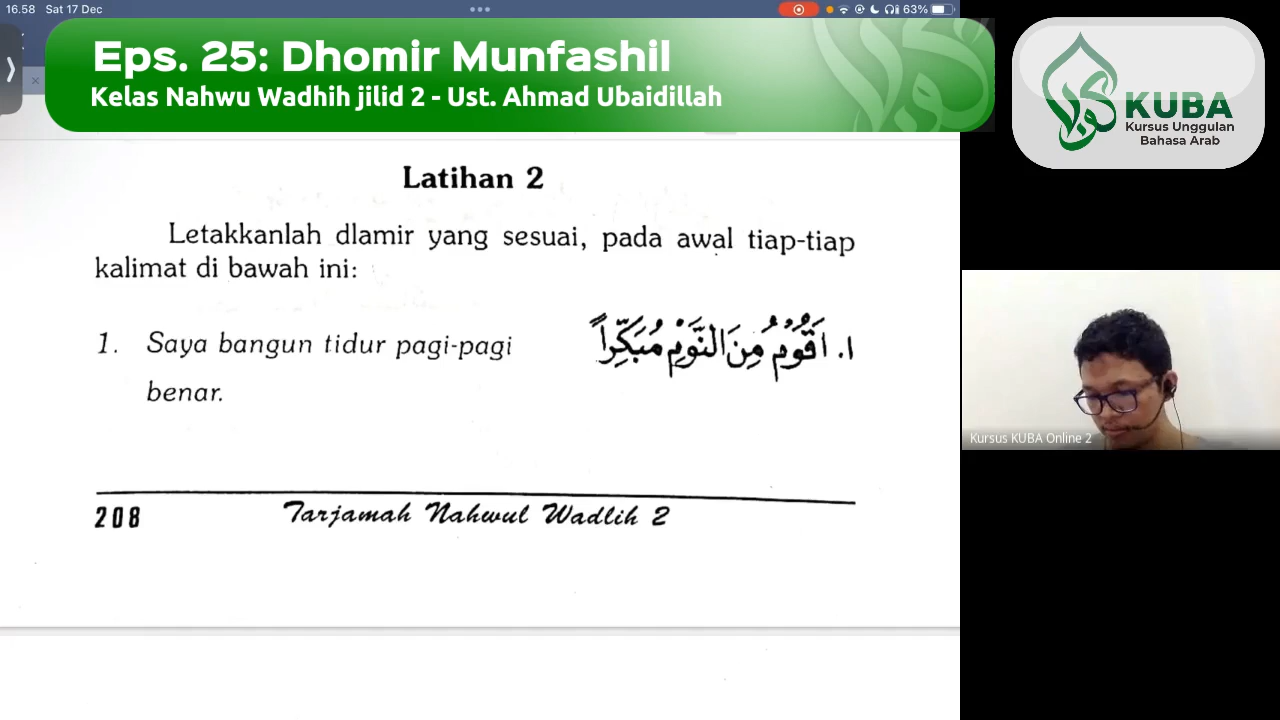 16.58 Sat 17 Dec
63%
Eps. 25: Dhomir Munfashil
Kelas Nahwu Wadhih jilid 2 - Ust. Ahmad Ubaidillah
KUBA
Kursus Unggulan
Bahasa Arab
Latihan 2
Letakkanlah dlamir yang sesuai, pada awal tiap-tiap
kalimat di bawah ini:
1. Saya bangun tidur pagi-pagi
benar.
١. اَقُوْمُ مِنَ النَّوْمِ مُبَكِّرًا
208 Tarjamah Nahwul Wadlih 2
Kursus KUBA Online 2